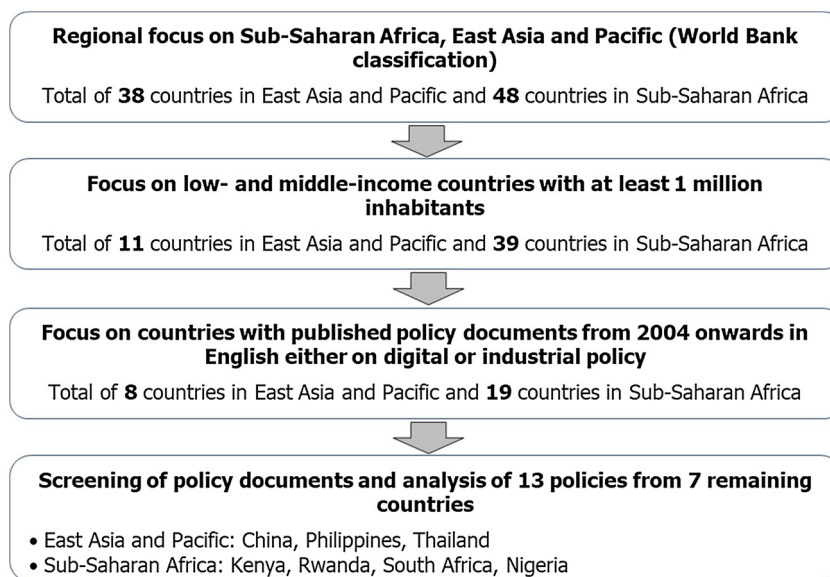 Regional focus on Sub-Saharan Africa, East Asia and Pacific (World Bank
classification)
Total of 38 countries in East Asia and Pacific and 48 countries in Sub-Saharan Africa
Focus on low- and middle-income countries with at least 1 million
inhabitants
Total of 11 countries in East Asia and Pacific and 39 countries in Sub-Saharan Africa
Focus on countries with published policy documents from 2004 onwards in
English either on digital or industrial policy
Total of 8 countries in East Asia and Pacific and 19 countries in Sub-Saharan Africa
Screening of policy documents and analysis of 13 policies from 7 remaining
countries
• East Asia and Pacific: China, Philippines, Thailand
• Sub-Saharan Africa: Kenya, Rwanda, South Africa, Nigeria